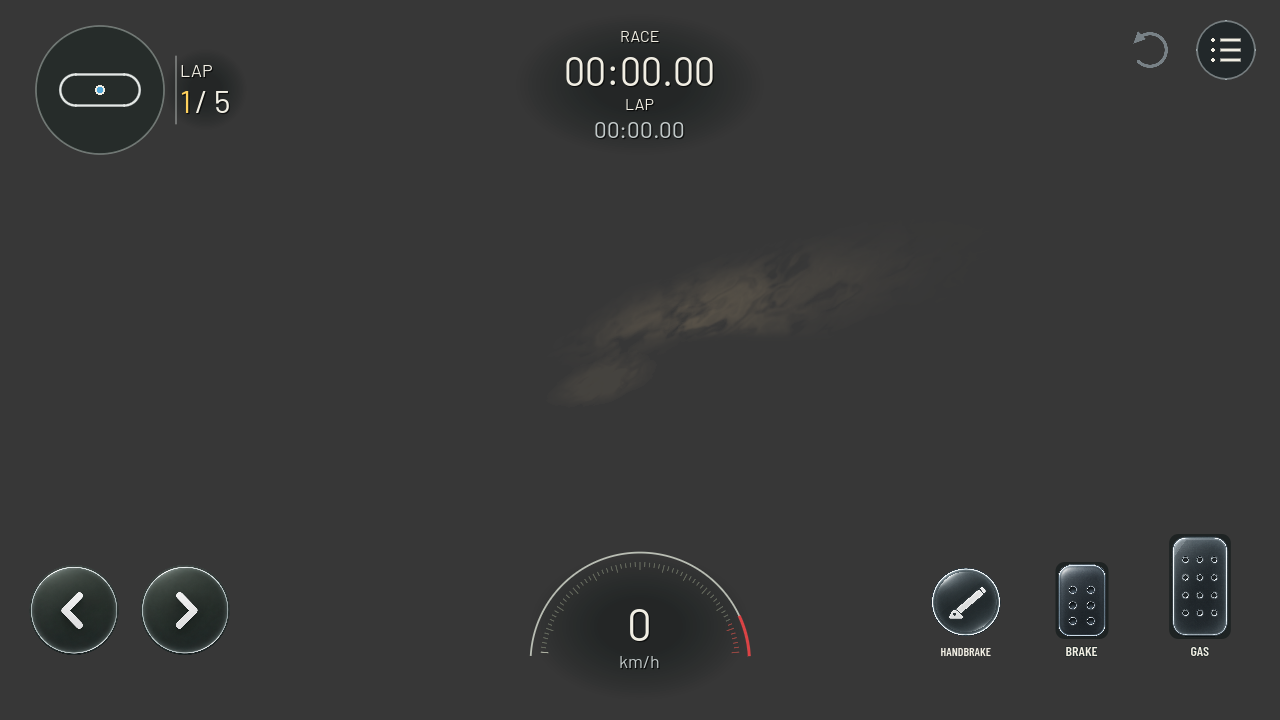 LAP
1/ 5
RACE
00:00.00
LAP
00:00.00
0
km/h
HANDBRAKE
BRAKE
GAS